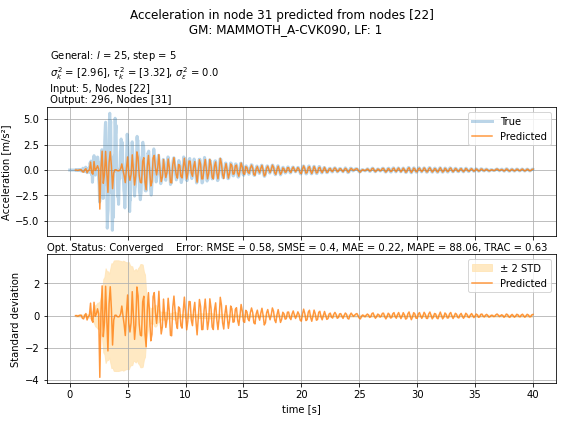 Acceleration in node 31 predicted from nodes [22]
GM: MAMMOTH_A-CVK090, LF: 1
General: l = 25, step = 5
σ²ₖ = [2.96], τ²ₖ = [3.32], σ²ε = 0.0
Input: 5, Nodes [22]
Output: 296, Nodes [31]
Acceleration [m/s²]
5.0
2.5
0.0
−2.5
−5.0
True
Predicted
Opt. Status: Converged Error: RMSE = 0.58, SMSE = 0.4, MAE = 0.22, MAPE = 88.06, TRAC = 0.63
Standard deviation
2
0
−2
−4
± 2 STD
Predicted
0 5 10 15 20 25 30 35 40
time [s]